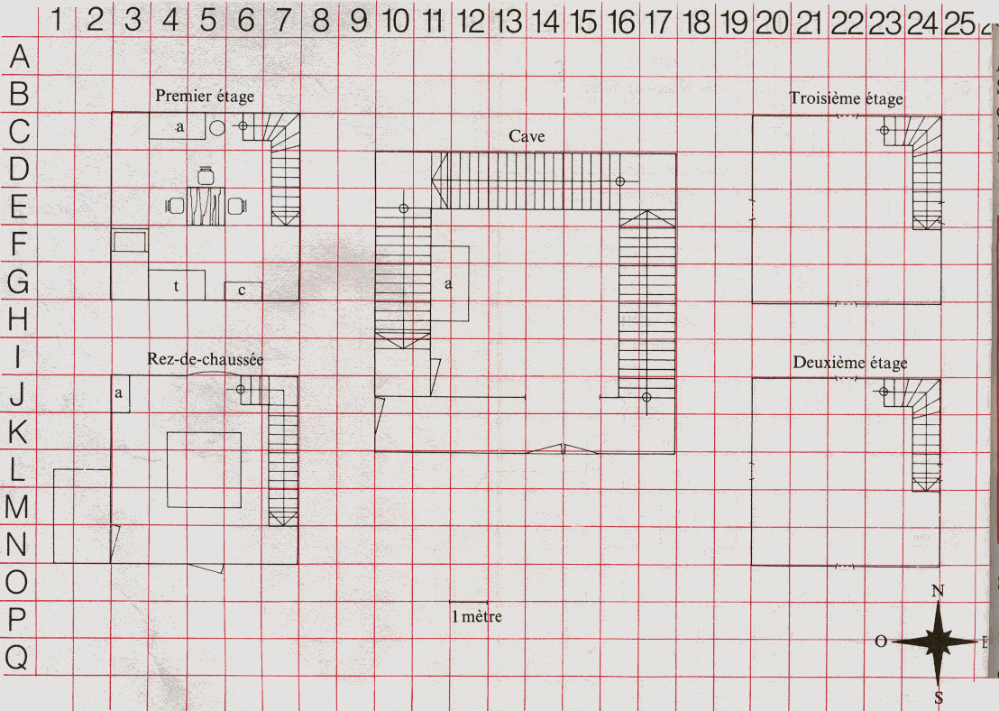 1 2 3 4 5 6 7 8 9 10 11 12 13 14 15 16 17 18 19 20 21 22 23 24 25
A
B
Premier étage
Troisième étage
C
a
Cave
D
E
F
G
t
c
a
H
I
Rez-de-chaussée
Deuxième étage
J
a
K
L
M
N
O
N
P
1 mètre
O
E
Q
S